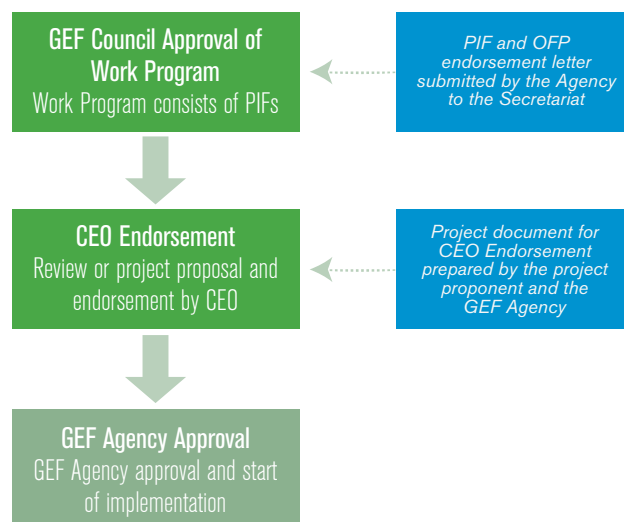 GEF Council Approval of
Work Program
Work Program consists of PIFs
PIF and OFP
endorsement letter
submitted by the Agency
to the Secretariat
CEO Endorsement
Review or project proposal and
endorsement by CEO
Project document for
CEO Endorsement
prepared by the project
proponent and the
GEF Agency
GEF Agency Approval
GEF Agency approval and start
of implementation